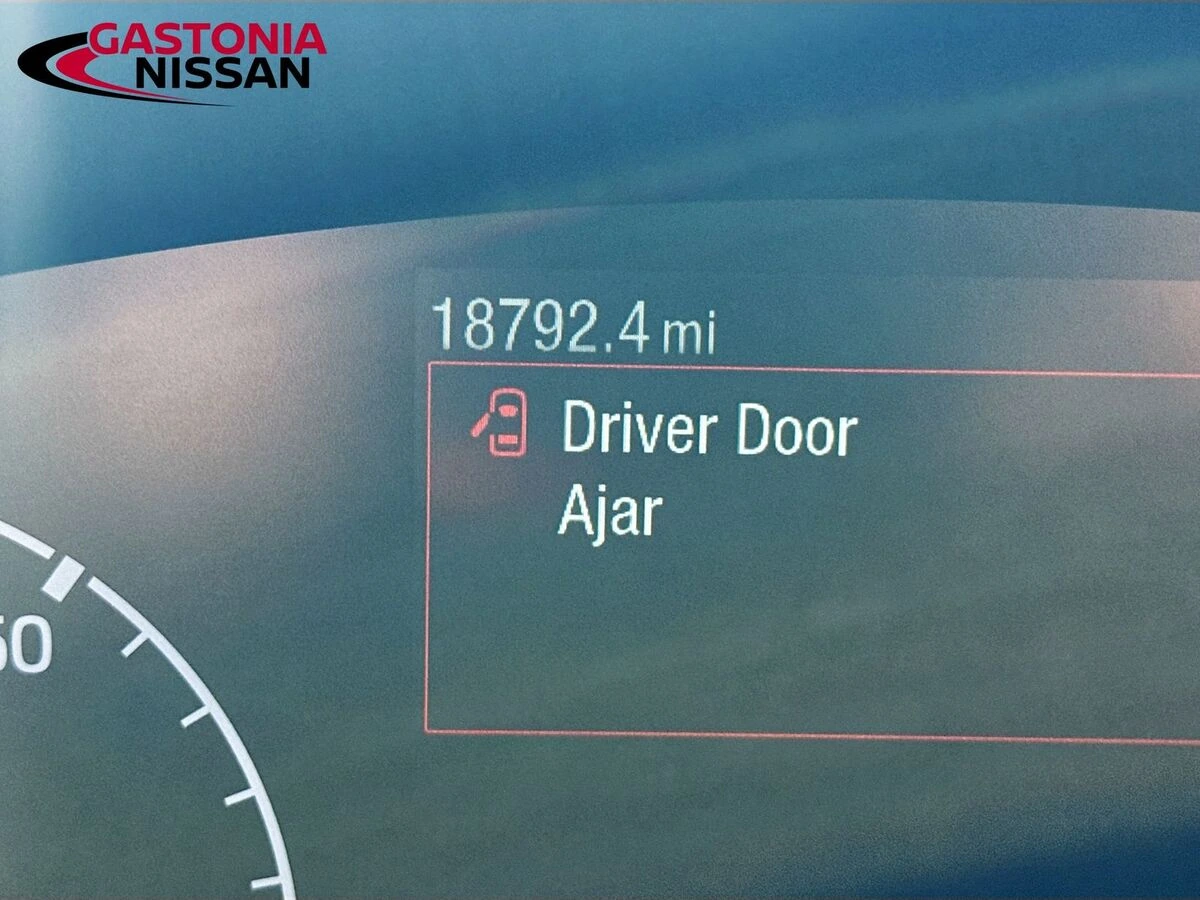 GASTONIA
NISSAN
18792.4 mi
Driver Door
Ajar
50